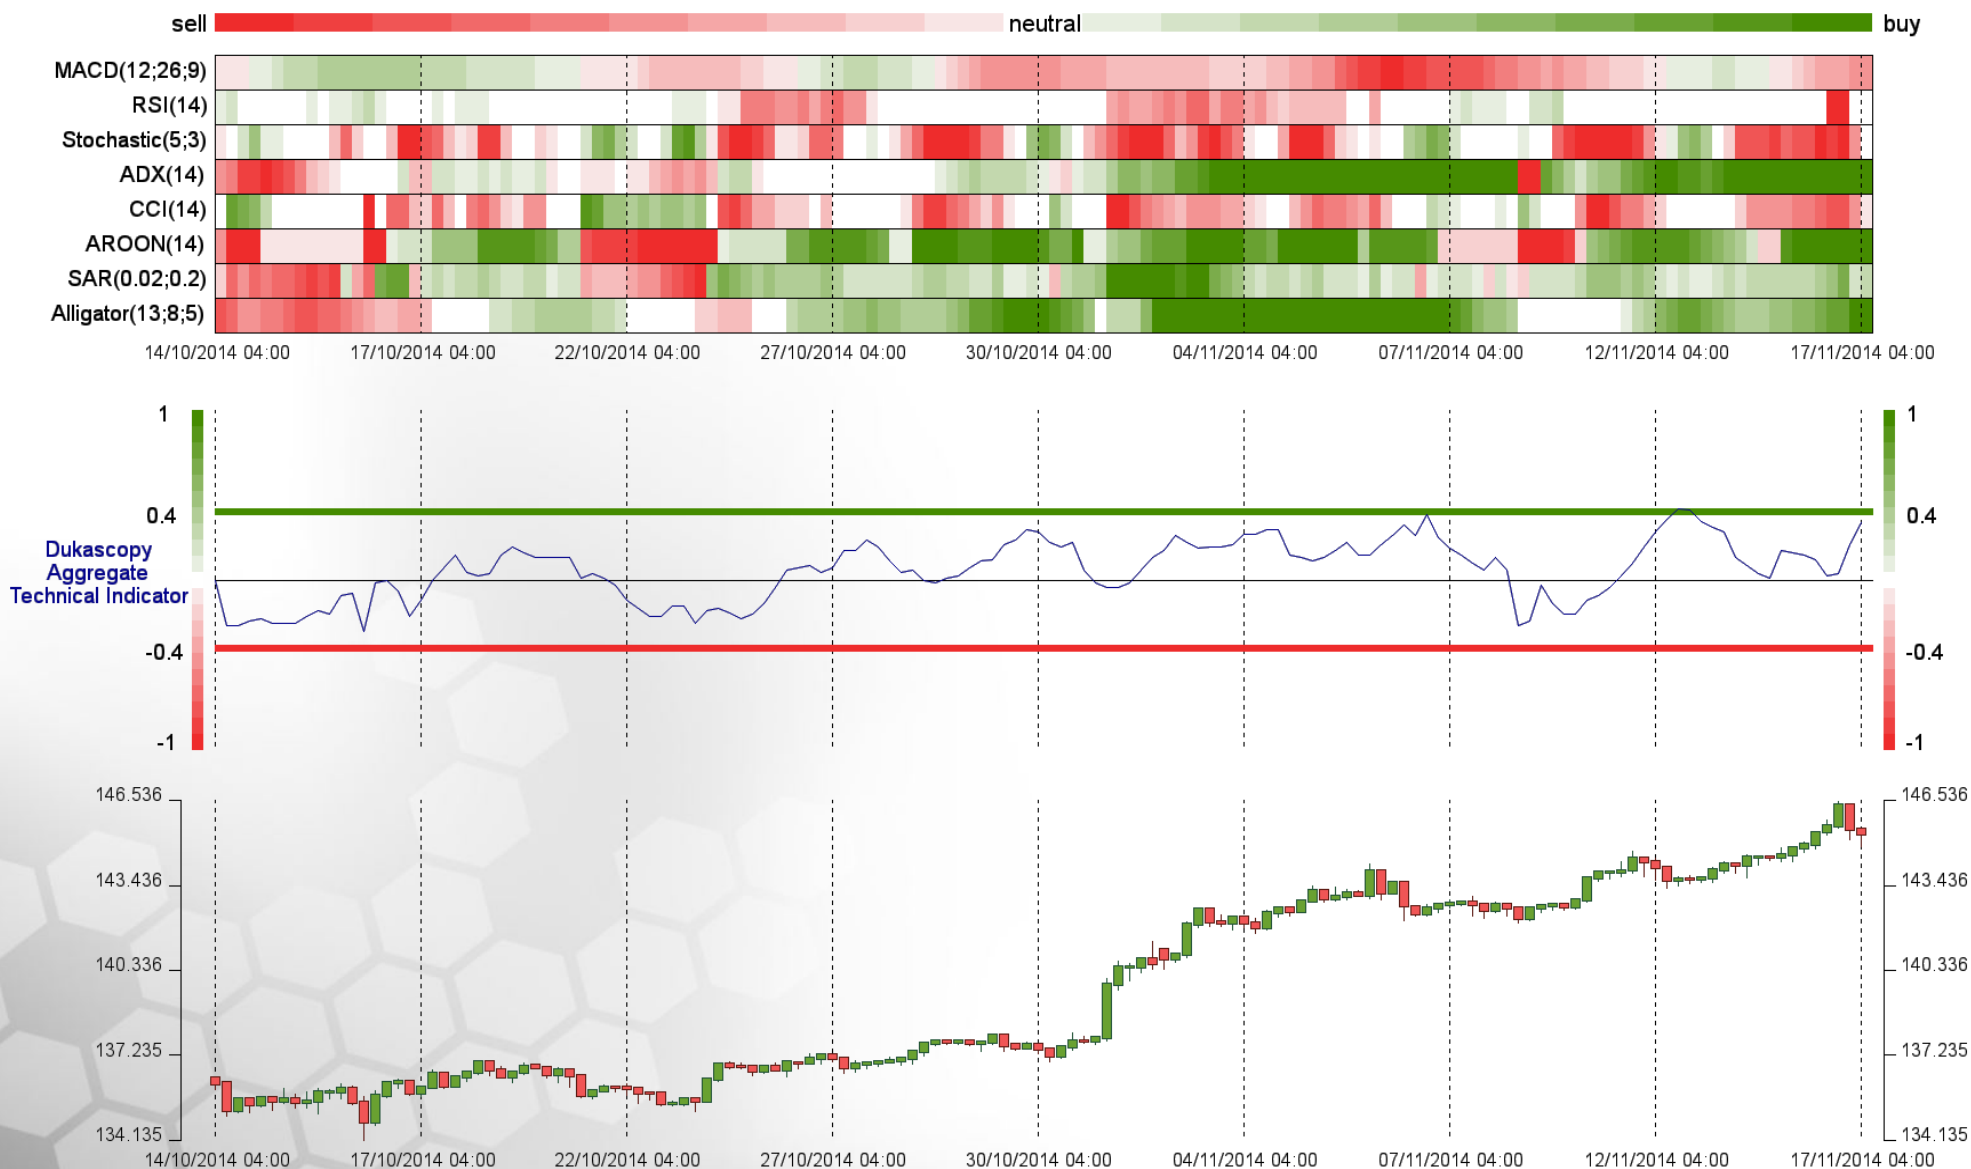 sell neutral buy
MACD(12;26;9)
RSI(14)
Stochastic(5;3)
ADX(14)
CCI(14)
AROON(14)
SAR(0.02;0.2)
Alligator(13;8;5)
14/10/2014 04:00 17/10/2014 04:00 22/10/2014 04:00 27/10/2014 04:00 30/10/2014 04:00 04/11/2014 04:00 07/11/2014 04:00 12/11/2014 04:00 17/11/2014 04:00
1 1
0.4 0.4
Dukascopy
Aggregate
Technical Indicator
-0.4 -0.4
-1 -1
146.536 146.536
143.436 143.436
140.336 140.336
137.235 137.235
134.135 134.135
14/10/2014 04:00 17/10/2014 04:00 22/10/2014 04:00 27/10/2014 04:00 30/10/2014 04:00 04/11/2014 04:00 07/11/2014 04:00 12/11/2014 04:00 17/11/2014 04:00